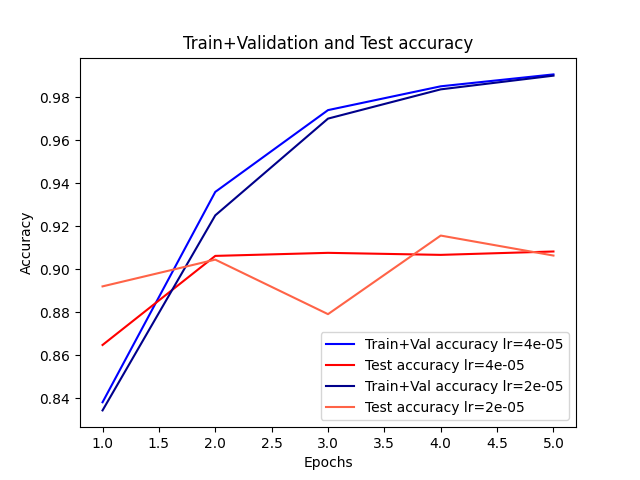 Train+Validation and Test accuracy
Accuracy
0.98
0.96
0.94
0.92
0.90
0.88
0.86
0.84
Train+Val accuracy lr=4e-05
Test accuracy lr=4e-05
Train+Val accuracy lr=2e-05
Test accuracy lr=2e-05
1.0 1.5 2.0 2.5 3.0 3.5 4.0 4.5 5.0
Epochs